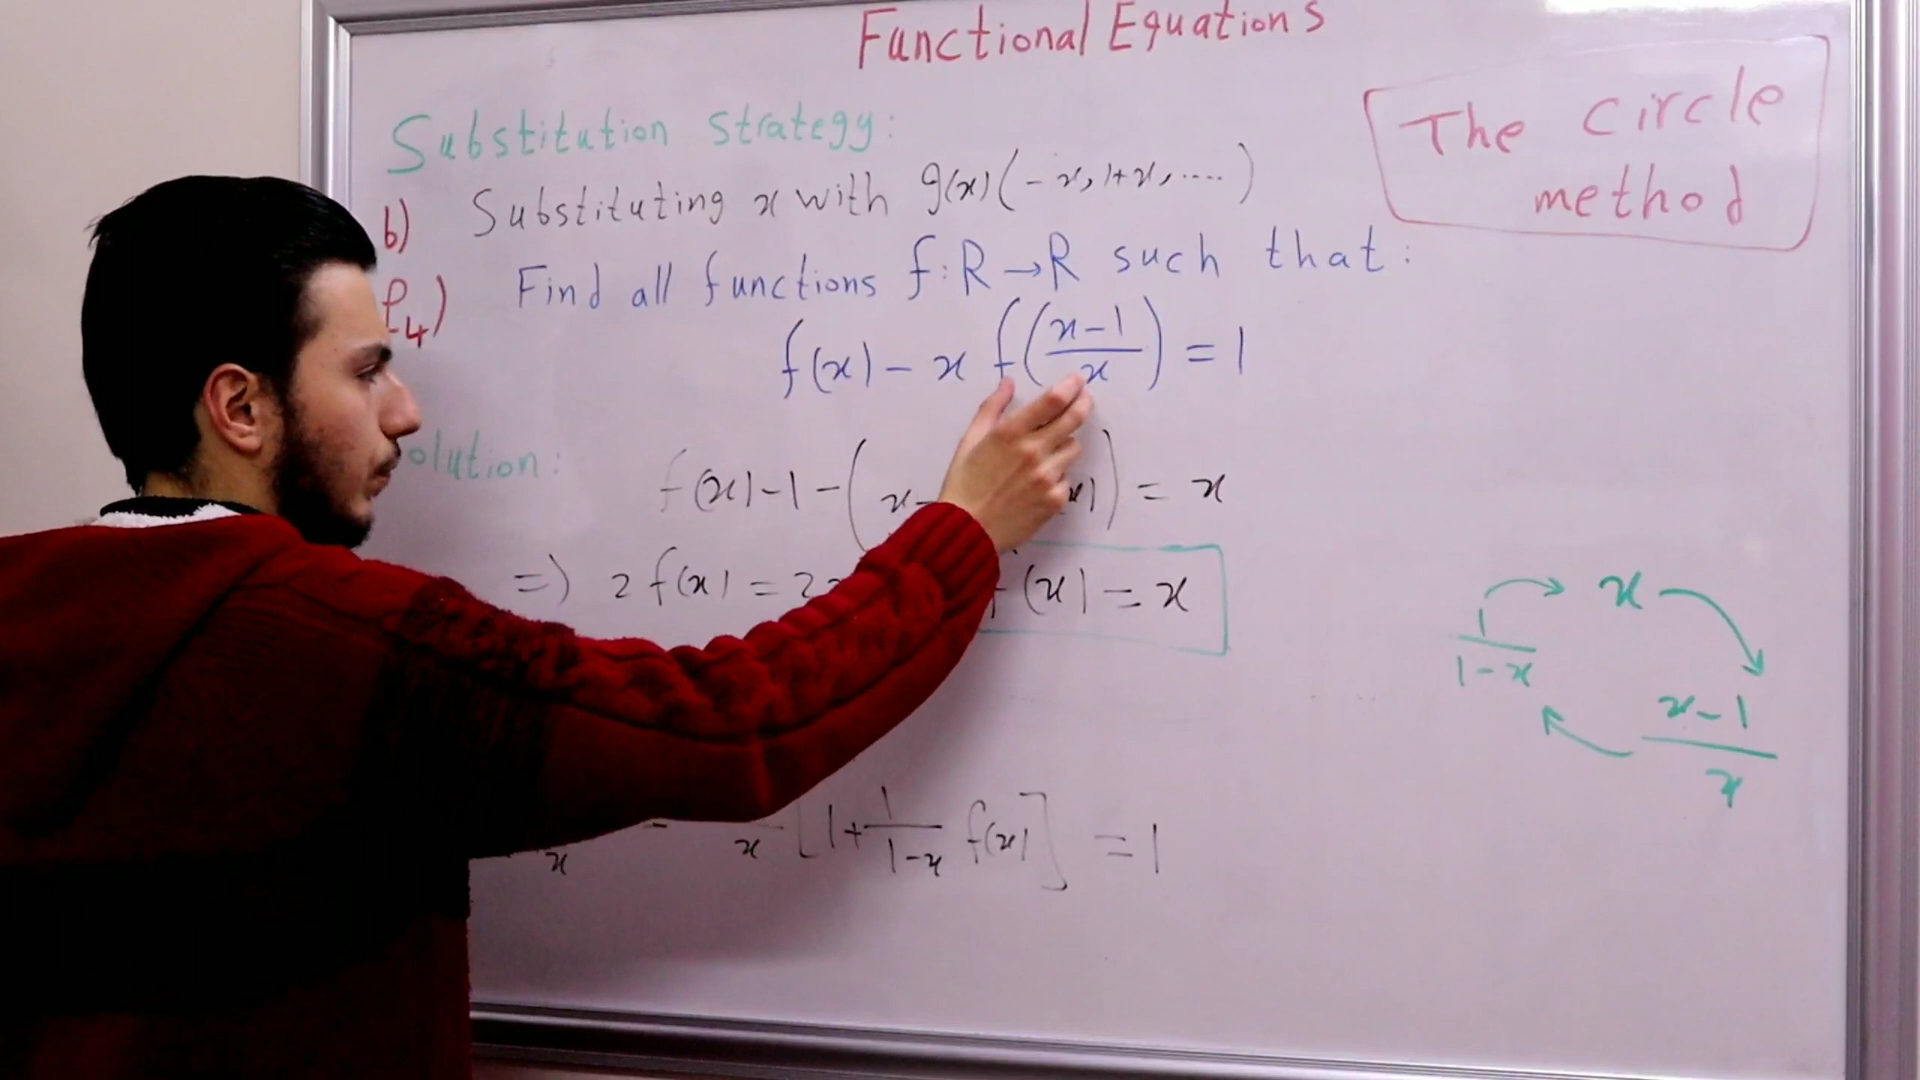 Functional Equations
The circle
method
Substitution Strategy:
b) Substituting x with g(x) (-x, 1+x, ....)
P4) Find all functions f: R → R such that:
f(x) - x f((x-1)/x) = 1
olution:
f(x) - 1 - ( x- x) ) = x
=) 2 f(x) = 2 f(x) = x
1/(1-x) → x → (x-1)/x
x x [1 + 1/(1-x) f(x)] = 1